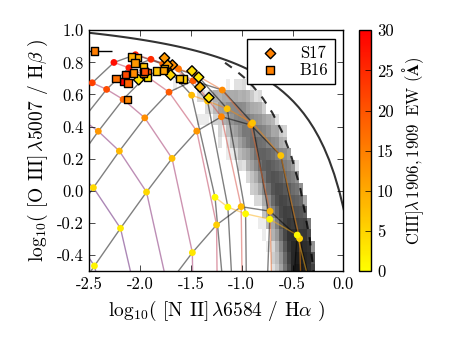 1.0
0.8
0.6
0.4
0.2
0.0
-0.2
-0.4
log₁₀( [O III] λ5007 / Hβ )
-2.5 -2.0 -1.5 -1.0 -0.5 0.0
log₁₀( [N II] λ6584 / Hα )
S17
B16
30
25
20
15
10
5
0
CIII]λ1906,1909 EW (Å)